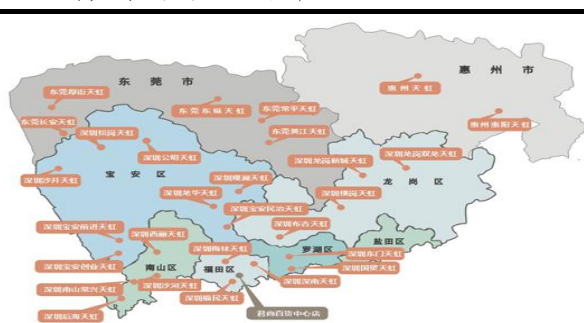 东莞市
惠州市
东莞厚街天虹
惠州天虹
东莞东纵天虹
东莞常平天虹
惠州惠阳天虹
东莞长安天虹
深圳松岗天虹
东莞黄江天虹
深圳公明天虹
深圳龙岗新城天虹
深圳龙岗双龙天虹
深圳沙井天虹
宝安区
深圳观澜天虹
龙岗区
深圳龙华天虹
深圳横岗天虹
深圳宝安民治天虹
深圳宝安前进天虹
深圳西丽天虹
深圳布吉天虹
盐田区
深圳梅林天虹
罗湖区
深圳东门天虹
深圳宝安创业天虹
南山区
福田区
深圳国贸天虹
深圳南山常兴天虹
深圳沙河天虹
深圳深南天虹
深圳后海天虹
深圳福民天虹
君尚百货中心店